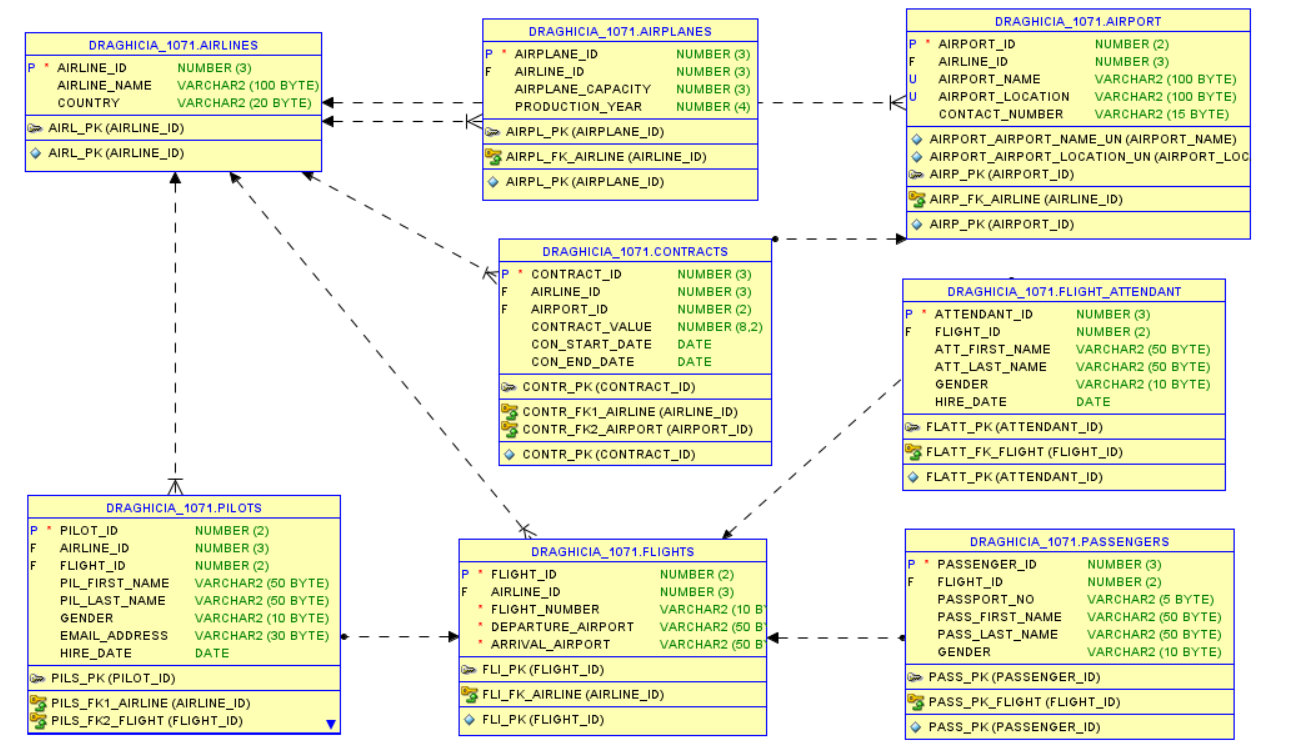 DRAGHICIA_1071.AIRLINES
P * AIRLINE_ID NUMBER (3)
AIRLINE_NAME VARCHAR2 (100 BYTE)
COUNTRY VARCHAR2 (20 BYTE)
AIRL_PK (AIRLINE_ID)
AIRL_PK (AIRLINE_ID)
DRAGHICIA_1071.AIRPLANES
P * AIRPLANE_ID NUMBER (3)
F AIRLINE_ID NUMBER (3)
AIRPLANE_CAPACITY NUMBER (3)
PRODUCTION_YEAR NUMBER (4)
AIRPL_PK (AIRPLANE_ID)
AIRPL_FK_AIRLINE (AIRLINE_ID)
AIRPL_PK (AIRPLANE_ID)
DRAGHICIA_1071.AIRPORT
P * AIRPORT_ID NUMBER (2)
F AIRLINE_ID NUMBER (3)
U AIRPORT_NAME VARCHAR2 (100 BYTE)
U AIRPORT_LOCATION VARCHAR2 (100 BYTE)
CONTACT_NUMBER VARCHAR2 (15 BYTE)
AIRPORT_AIRPORT_NAME_UN (AIRPORT_NAME)
AIRPORT_AIRPORT_LOCATION_UN (AIRPORT_LOC
AIRP_PK (AIRPORT_ID)
AIRP_FK_AIRLINE (AIRLINE_ID)
AIRP_PK (AIRPORT_ID)
DRAGHICIA_1071.CONTRACTS
P * CONTRACT_ID NUMBER (3)
F AIRLINE_ID NUMBER (3)
F AIRPORT_ID NUMBER (2)
CONTRACT_VALUE NUMBER (8,2)
CON_START_DATE DATE
CON_END_DATE DATE
CONTR_PK (CONTRACT_ID)
CONTR_FK1_AIRLINE (AIRLINE_ID)
CONTR_FK2_AIRPORT (AIRPORT_ID)
CONTR_PK (CONTRACT_ID)
DRAGHICIA_1071.FLIGHT_ATTENDANT
P * ATTENDANT_ID NUMBER (3)
F FLIGHT_ID NUMBER (2)
ATT_FIRST_NAME VARCHAR2 (50 BYTE)
ATT_LAST_NAME VARCHAR2 (50 BYTE)
GENDER VARCHAR2 (10 BYTE)
HIRE_DATE DATE
FLATT_PK (ATTENDANT_ID)
FLATT_FK_FLIGHT (FLIGHT_ID)
FLATT_PK (ATTENDANT_ID)
DRAGHICIA_1071.PILOTS
P * PILOT_ID NUMBER (2)
F AIRLINE_ID NUMBER (3)
F FLIGHT_ID NUMBER (2)
PIL_FIRST_NAME VARCHAR2 (50 BYTE)
PIL_LAST_NAME VARCHAR2 (50 BYTE)
GENDER VARCHAR2 (10 BYTE)
EMAIL_ADDRESS VARCHAR2 (30 BYTE)
HIRE_DATE DATE
PILS_PK (PILOT_ID)
PILS_FK1_AIRLINE (AIRLINE_ID)
PILS_FK2_FLIGHT (FLIGHT_ID)
DRAGHICIA_1071.FLIGHTS
P * FLIGHT_ID NUMBER (2)
F AIRLINE_ID NUMBER (3)
* FLIGHT_NUMBER VARCHAR2 (10 B
* DEPARTURE_AIRPORT VARCHAR2 (50 B
* ARRIVAL_AIRPORT VARCHAR2 (50 B
FLI_PK (FLIGHT_ID)
FLI_FK_AIRLINE (AIRLINE_ID)
FLI_PK (FLIGHT_ID)
DRAGHICIA_1071.PASSENGERS
P * PASSENGER_ID NUMBER (3)
F FLIGHT_ID NUMBER (2)
PASSPORT_NO VARCHAR2 (5 BYTE)
PASS_FIRST_NAME VARCHAR2 (50 BYTE)
PASS_LAST_NAME VARCHAR2 (50 BYTE)
GENDER VARCHAR2 (10 BYTE)
PASS_PK (PASSENGER_ID)
PASS_PK_FLIGHT (FLIGHT_ID)
PASS_PK (PASSENGER_ID)